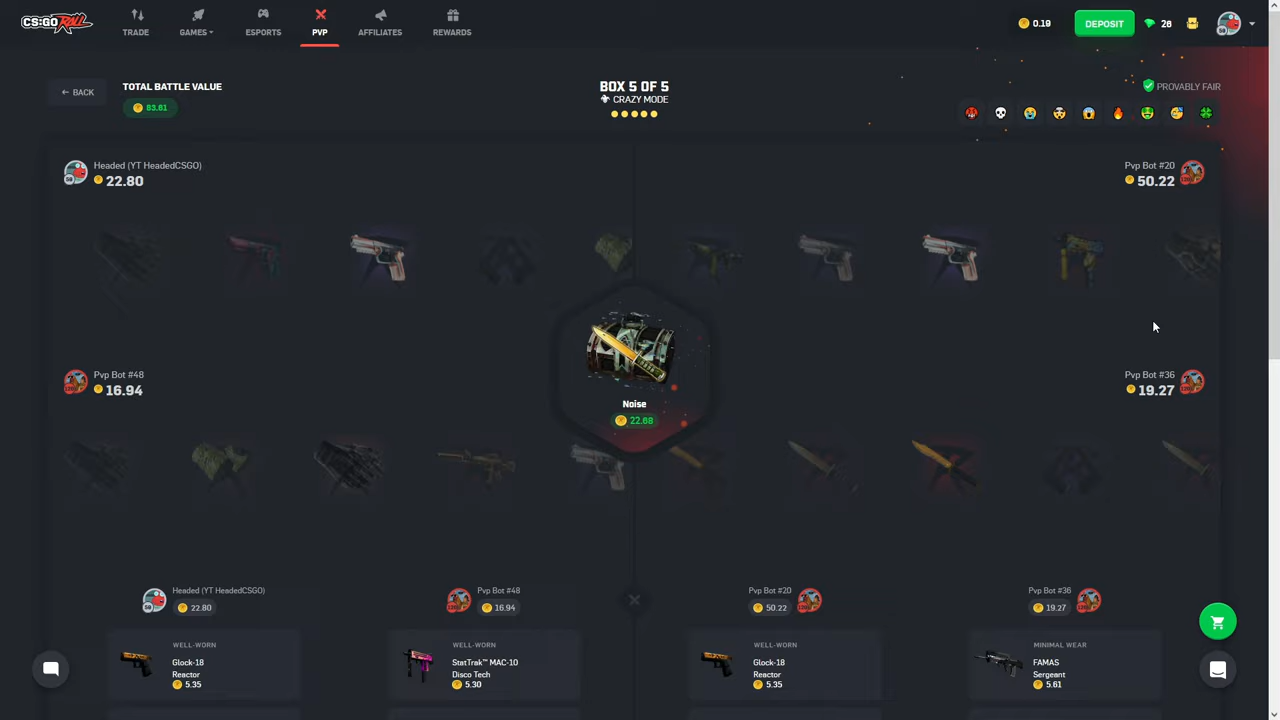 CS:GO ROLL
TRADE
GAMES
ESPORTS
PVP
AFFILIATES
REWARDS
0.19
DEPOSIT
26
BACK
TOTAL BATTLE VALUE
83.61
BOX 5 OF 5
CRAZY MODE
PROVABLY FAIR
Headed (YT HeadedCSGO)
22.80
Pvp Bot #20
50.22
Pvp Bot #48
16.94
Pvp Bot #36
19.27
Noise
22.68
Headed (YT HeadedCSGO)
22.80
Pvp Bot #48
16.94
Pvp Bot #20
50.22
Pvp Bot #36
19.27
WELL-WORN
Glock-18
Reactor
5.35
WELL-WORN
StatTrak™ MAC-10
Disco Tech
5.30
WELL-WORN
Glock-18
Reactor
5.35
MINIMAL WEAR
FAMAS
Sergeant
5.61